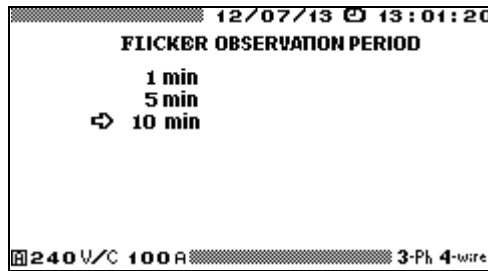 12/07/13 13:01:20
FLICKER OBSERVATION PERIOD
1 min
5 min
10 min
240 V/C 100 A 3-Ph 4-wire